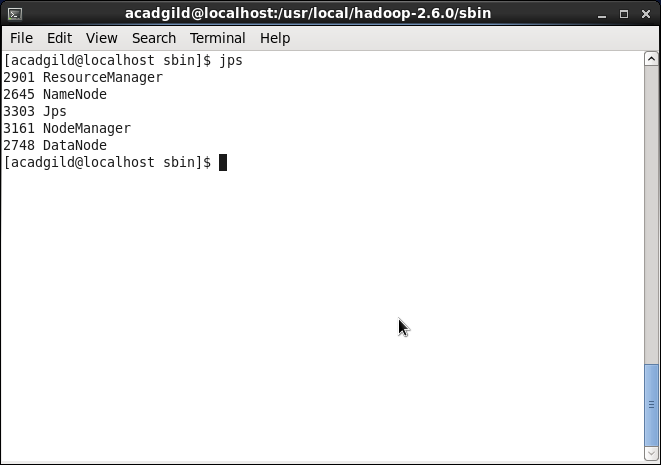 acadgild@localhost:/usr/local/hadoop-2.6.0/sbin
File Edit View Search Terminal Help
[acadgild@localhost sbin]$ jps
2901 ResourceManager
2645 NameNode
3303 Jps
3161 NodeManager
2748 DataNode
[acadgild@localhost sbin]$